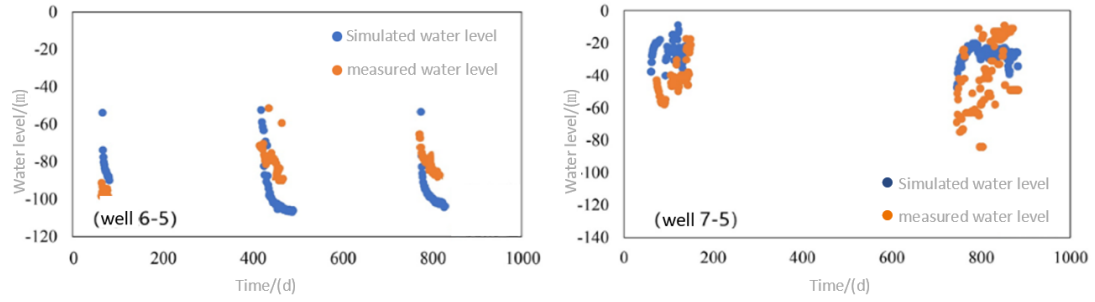 0
-20
-40
-60
-80
-100
-120
Water level/(m)
Simulated water level
measured water level
(well 6-5)
0 200 400 600 800 1000
Time/(d)
0
-20
-40
-60
-80
-100
-120
-140
Water level/(m)
Simulated water level
measured water level
(well 7-5)
0 200 400 600 800 1000
Time/(d)